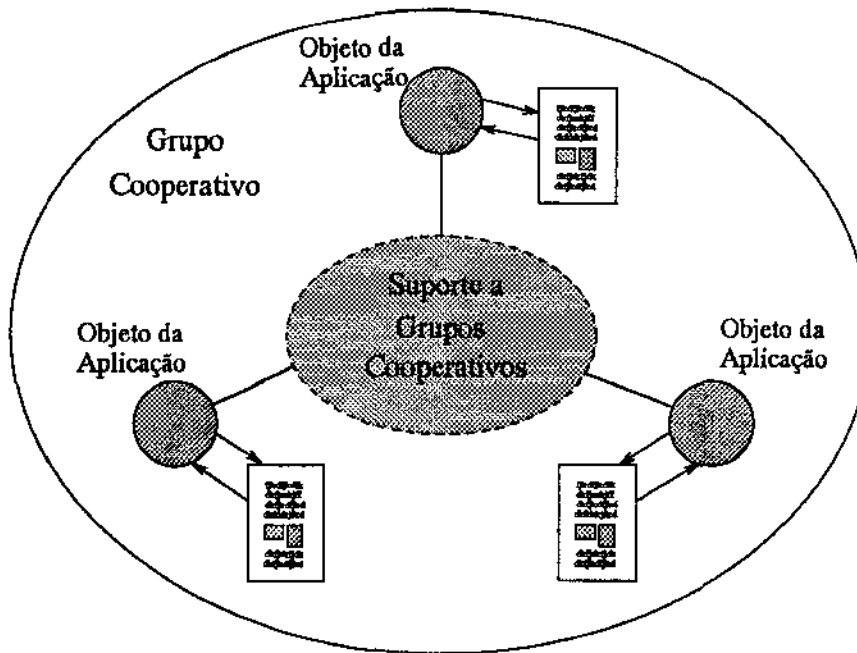 Objeto da
Aplicação
Grupo
Cooperativo
Suporte a
Grupos
Cooperativos
Objeto da
Aplicação
Objeto da
Aplicação